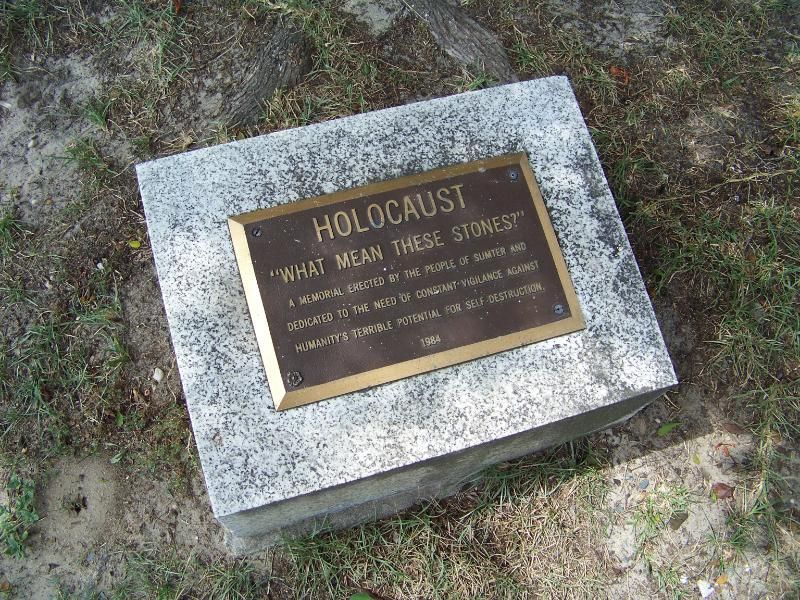 HOLOCAUST
"WHAT MEAN THESE STONES?"
A MEMORIAL ERECTED BY THE PEOPLE OF SUMTER AND
DEDICATED TO THE NEED OF CONSTANT VIGILANCE AGAINST
HUMANITY'S TERRIBLE POTENTIAL FOR SELF DESTRUCTION.
1984